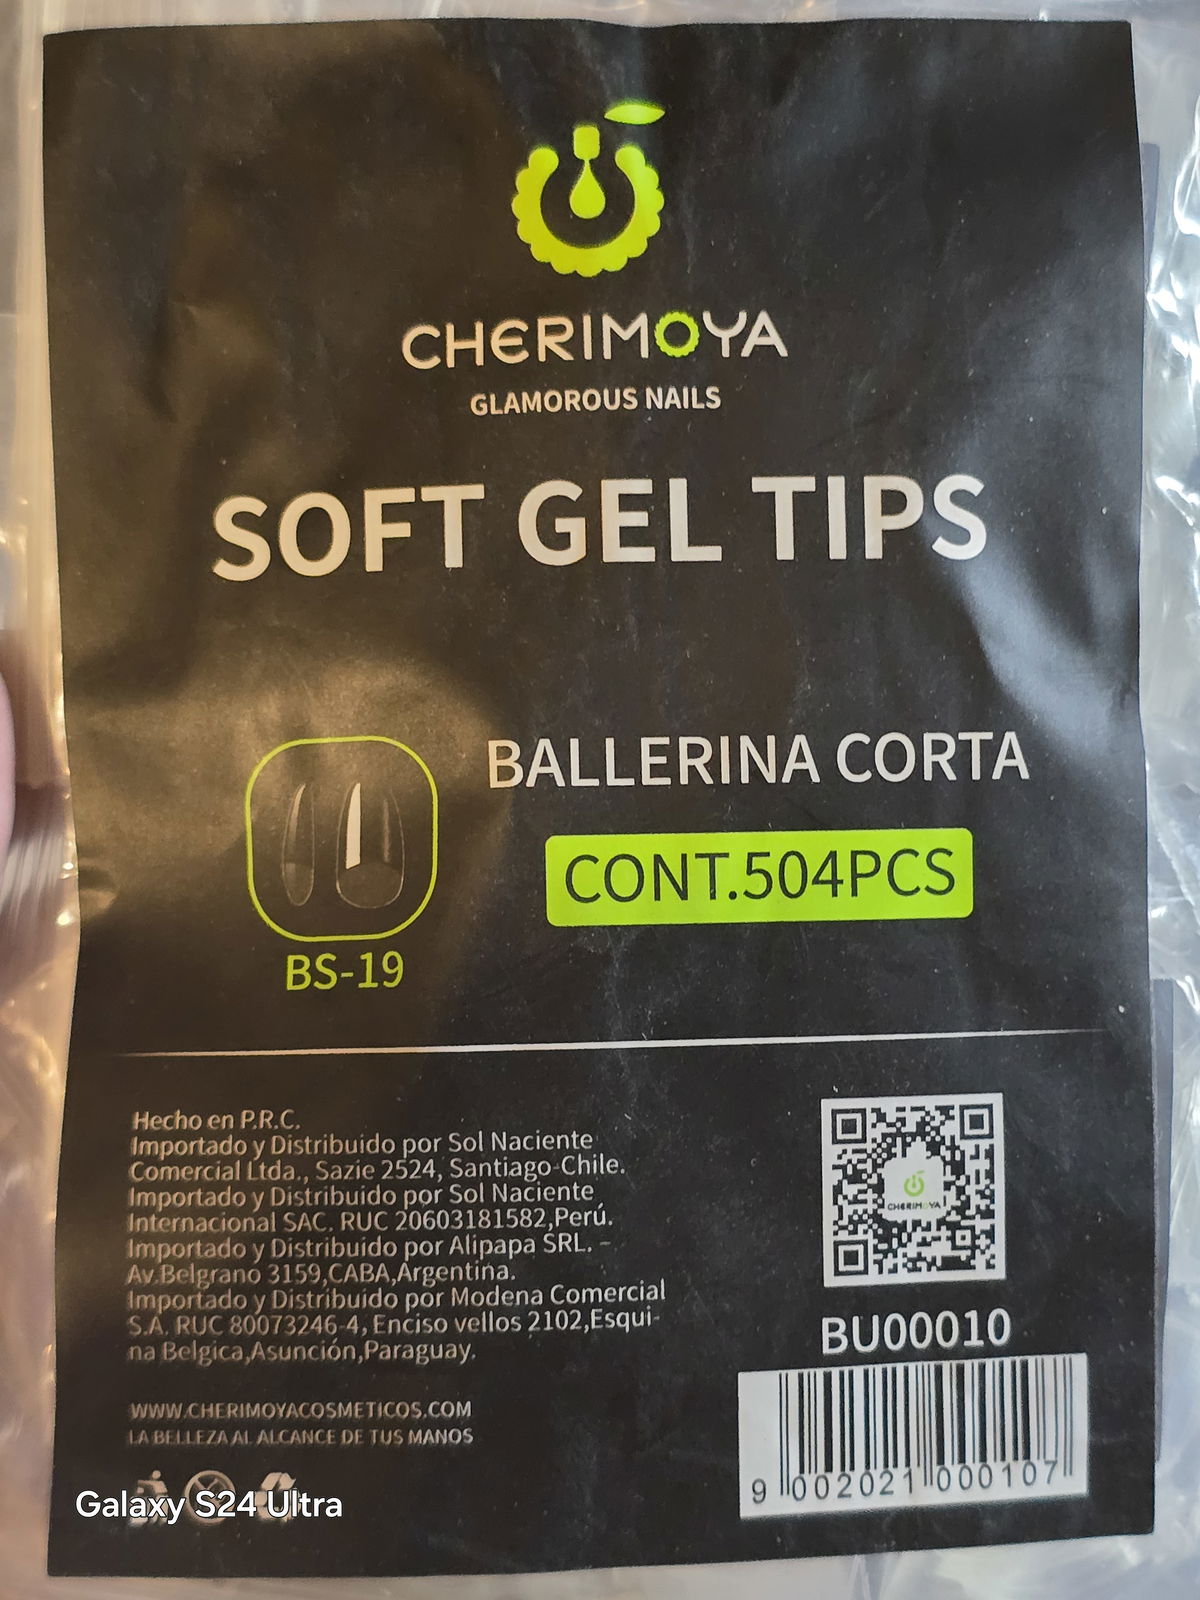 CHERIMOYA
GLAMOROUS NAILS
SOFT GEL TIPS
BALLERINA CORTA
CONT.504PCS
BS-19
Hecho en P.R.C.
Importado y Distribuido por Sol Naciente
Comercial Ltda., Sazie 2524, Santiago-Chile.
Importado y Distribuido por Sol Naciente
Internacional SAC. RUC 20603181582,Perú.
Importado y Distribuido por Alipapa SRL. –
Av.Belgrano 3159,CABA,Argentina.
Importado y Distribuido por Modena Comercial
S.A. RUC 80073246-4, Enciso vellos 2102,Esqui-
na Belgica,Asunción,Paraguay.
WWW.CHERIMOYACOSMETICOS.COM
LA BELLEZA AL ALCANCE DE TUS MANOS
CHERIMOYA
BU00010
9 002021 000107
Galaxy S24 Ultra